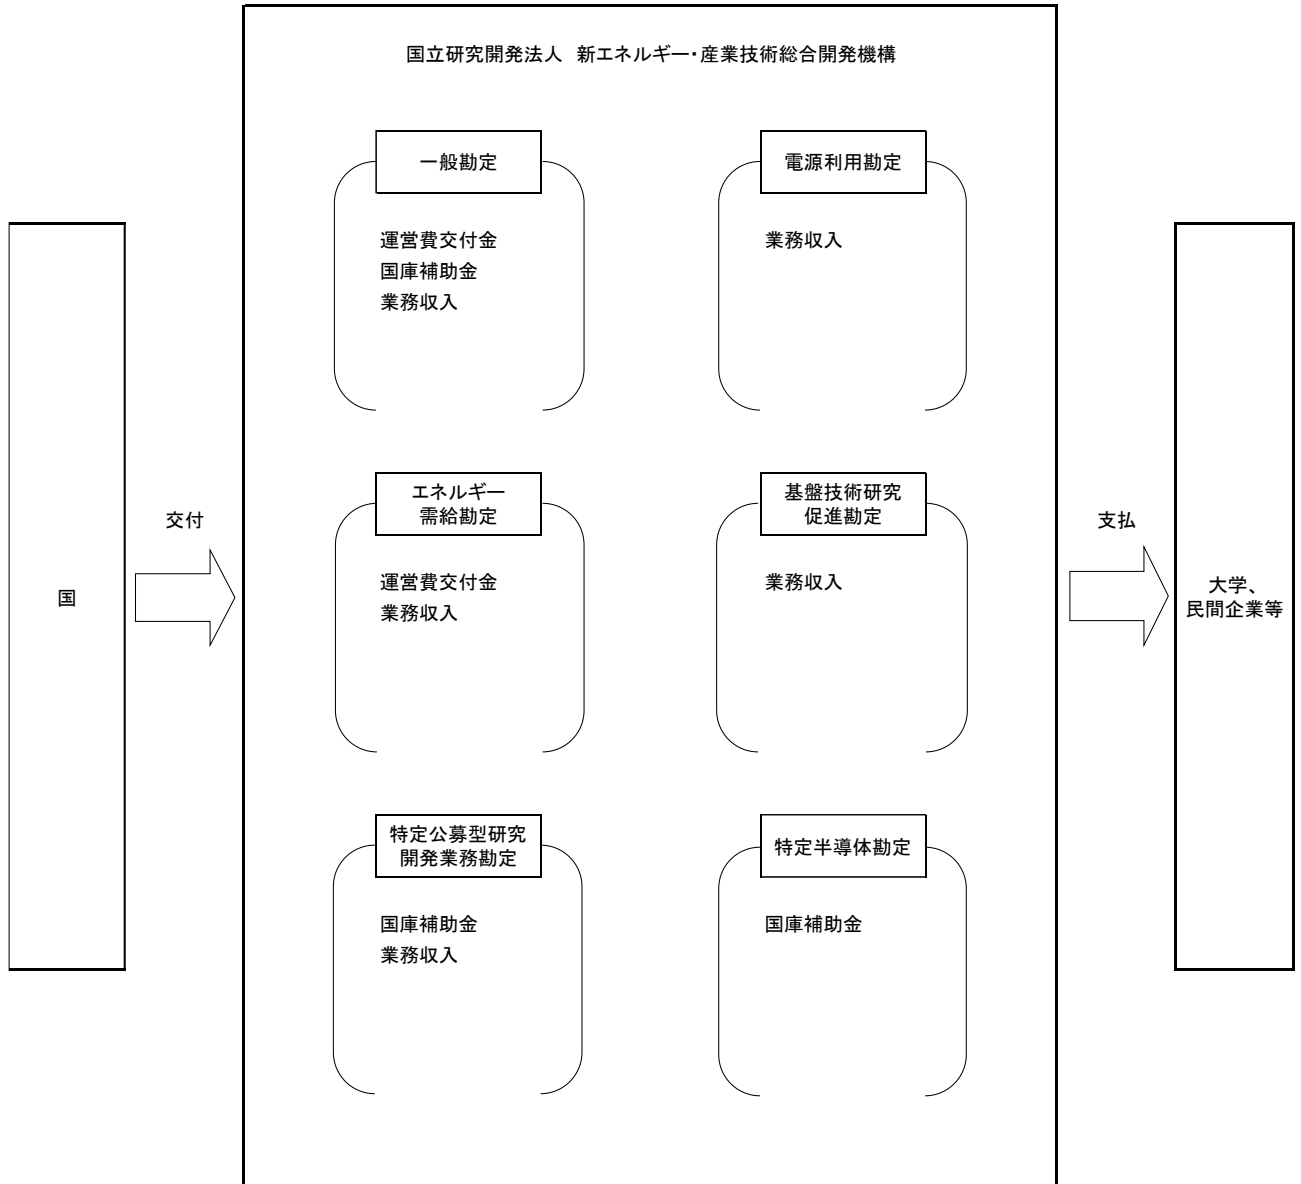 国立研究開発法人　新エネルギー・産業技術総合開発機構
一般勘定
運営費交付金
国庫補助金
業務収入
電源利用勘定
業務収入
エネルギー
需給勘定
運営費交付金
業務収入
基盤技術研究
促進勘定
業務収入
特定公募型研究
開発業務勘定
国庫補助金
業務収入
特定半導体勘定
国庫補助金
国
交付
支払
大学、
民間企業等